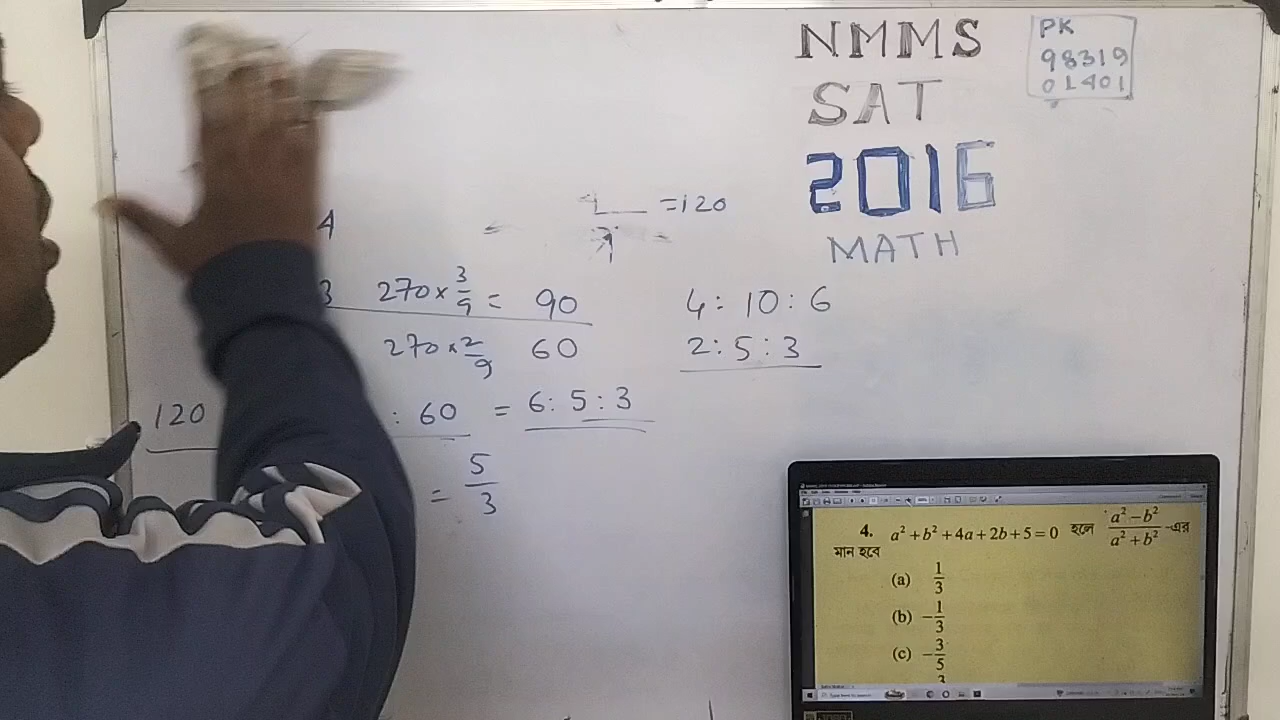 NMMS
SAT
2016
MATH
PK
98319
01401
4
=120
3 270×3/9 = 90
270×2/9 60
120 : 60 = 6:5:3
= 5/3
4:10:6
2:5:3
4. a²+b²+4a+2b+5=0 হলে (a²−b²)/(a²+b²) -এর
মান হবে
(a) 1/3
(b) −1/3
(c) −3/5